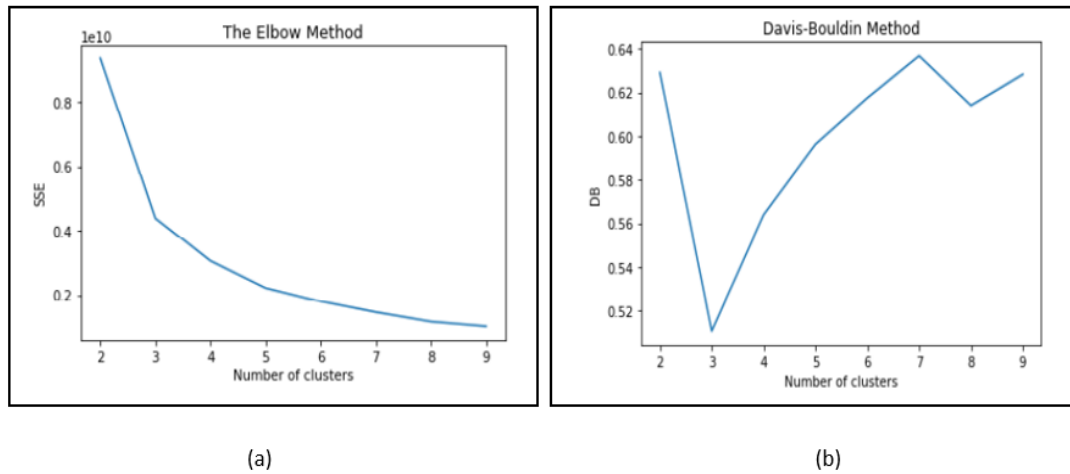 The Elbow Method
1e10
0.8
0.6
0.4
0.2
SSE
2 3 4 5 6 7 8 9
Number of clusters
Davis-Bouldin Method
0.64
0.62
0.60
0.58
0.56
0.54
0.52
DB
2 3 4 5 6 7 8 9
Number of clusters
(a)
(b)